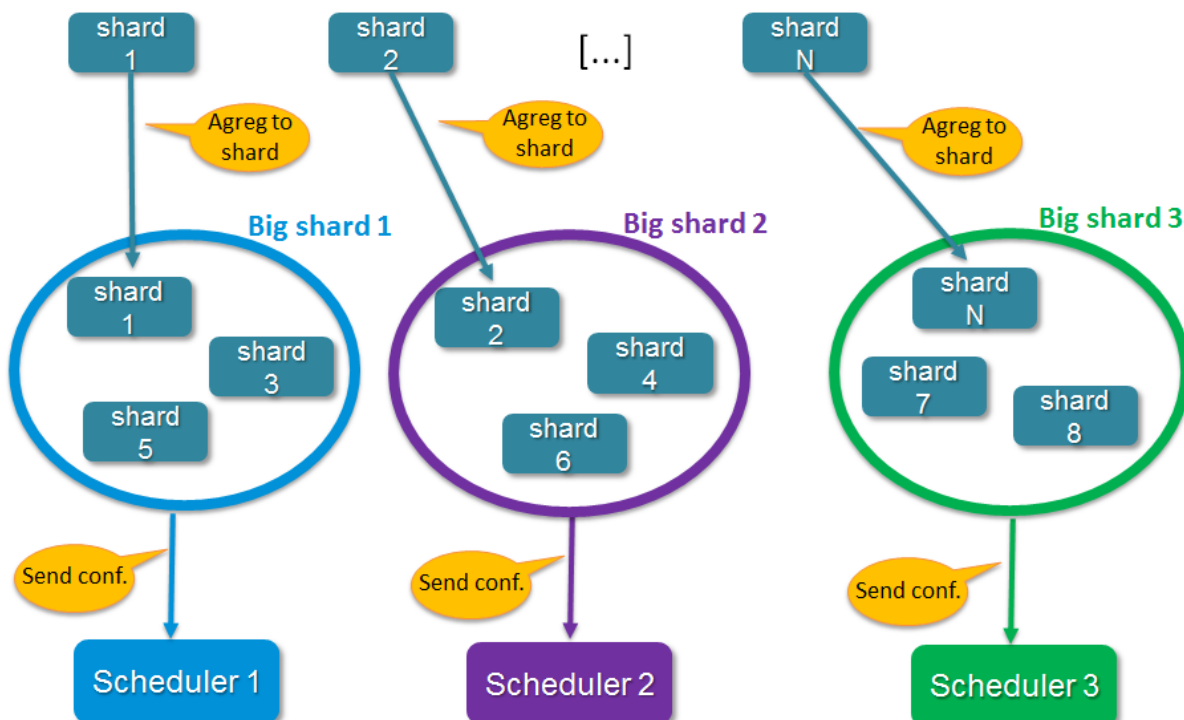 shard
1
shard
2
[...]
shard
N
Agreg to
shard
Agreg to
shard
Agreg to
shard
Big shard 1
Big shard 2
Big shard 3
shard
1
shard
3
shard
5
shard
2
shard
4
shard
6
shard
N
shard
7
shard
8
Send conf.
Send conf.
Send conf.
Scheduler 1
Scheduler 2
Scheduler 3